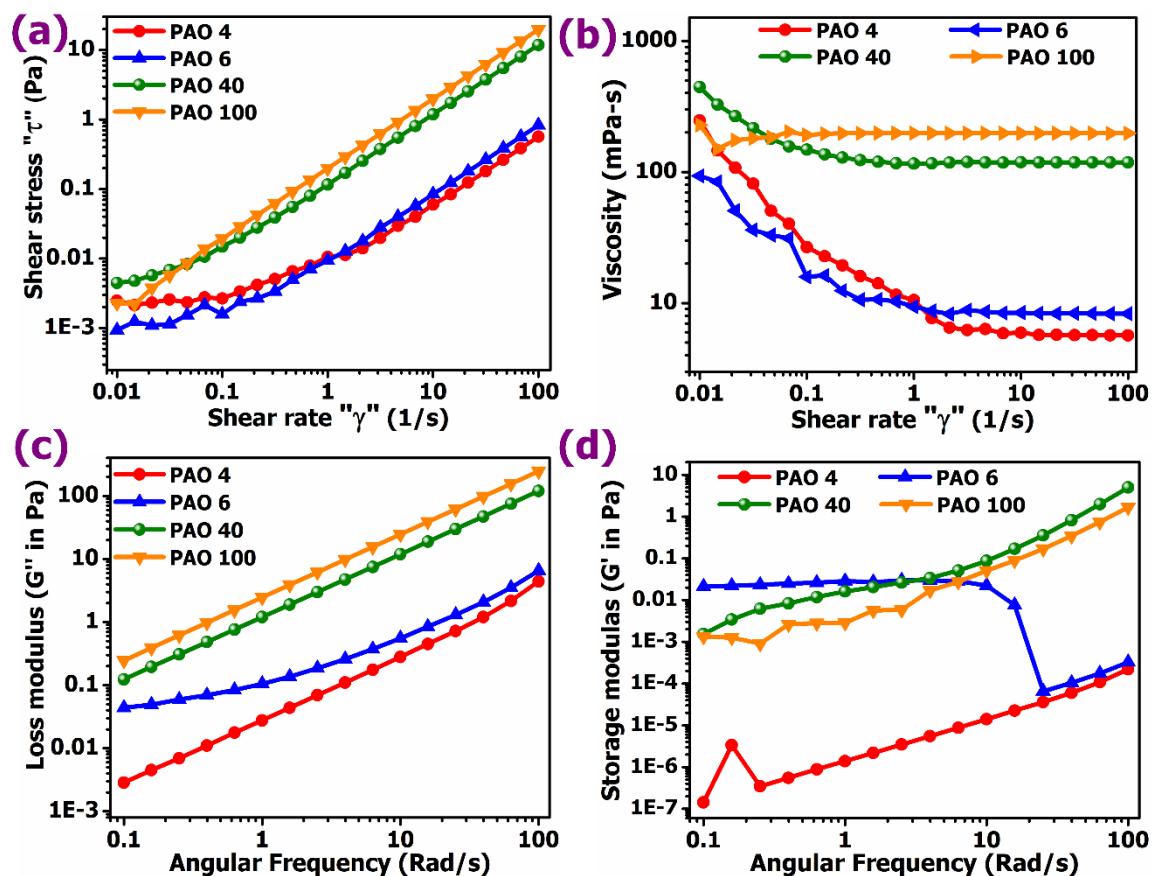 (a)
PAO 4
PAO 6
PAO 40
PAO 100
Shear stress "τ" (Pa)
10
1
0.1
0.01
1E-3
0.01 0.1 1 10 100
Shear rate "γ" (1/s)
(b)
PAO 4 PAO 6
PAO 40 PAO 100
Viscosity (mPa-s)
1000
100
10
0.01 0.1 1 10 100
Shear rate "γ" (1/s)
(c)
PAO 4
PAO 6
PAO 40
PAO 100
Loss modulus (G'' in Pa)
100
10
1
0.1
0.01
1E-3
0.1 1 10 100
Angular Frequency (Rad/s)
(d)
PAO 4 PAO 6
PAO 40 PAO 100
Storage modulas (G' in Pa)
10
1
0.1
0.01
1E-3
1E-4
1E-5
1E-6
1E-7
0.1 1 10 100
Angular Frequency (Rad/s)